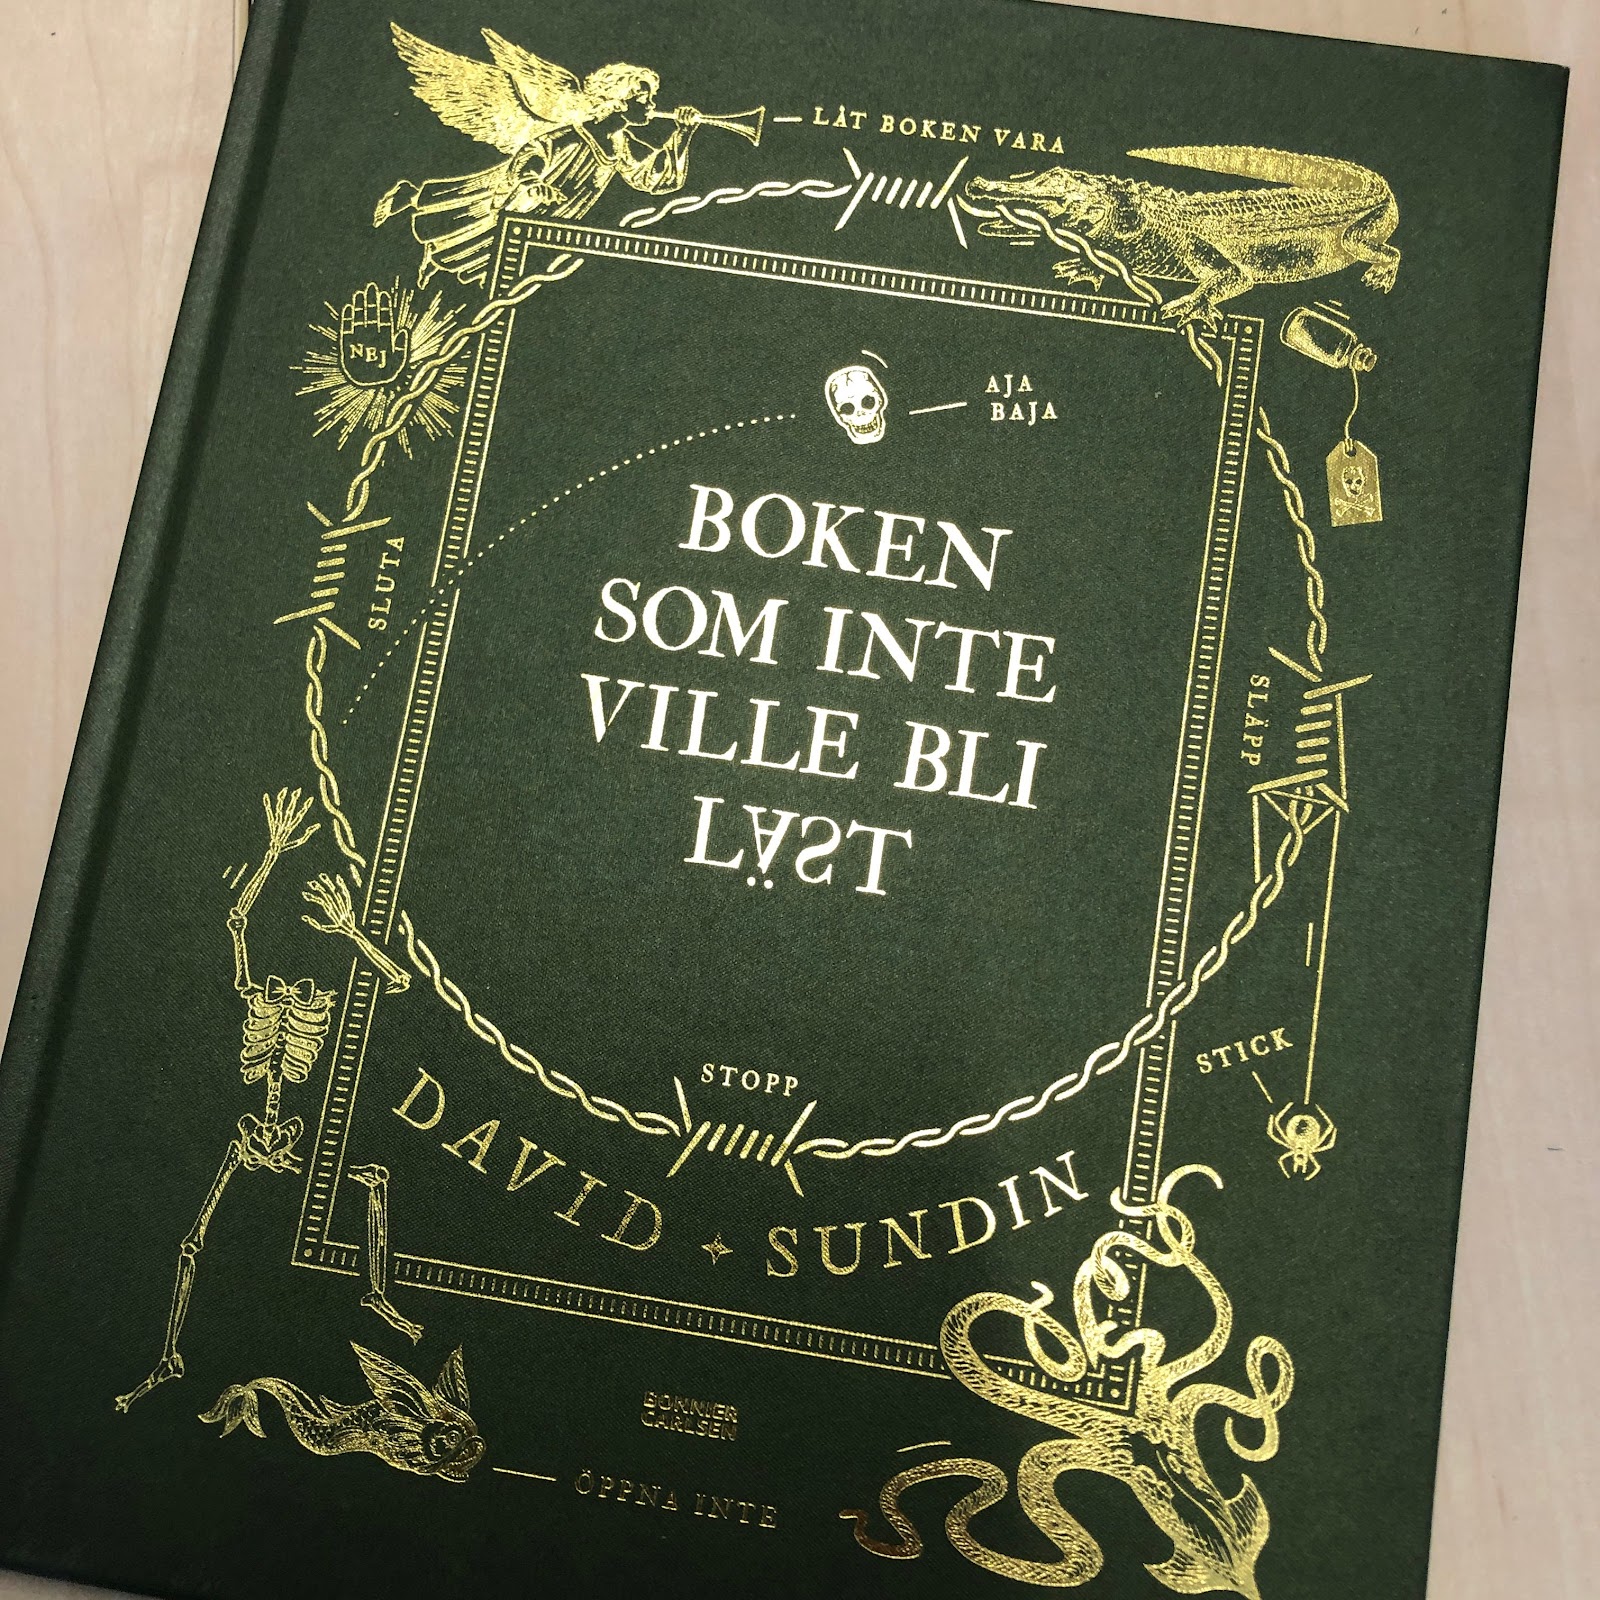 LÅT BOKEN VARA
NEJ
AJA
BAJA
BOKEN
SOM INTE
VILLE BLI
LÄST
SLUTA
SLÄPP
STICK
STOPP
DAVID SUNDIN
BONNIER
CARLSEN
ÖPPNA INTE